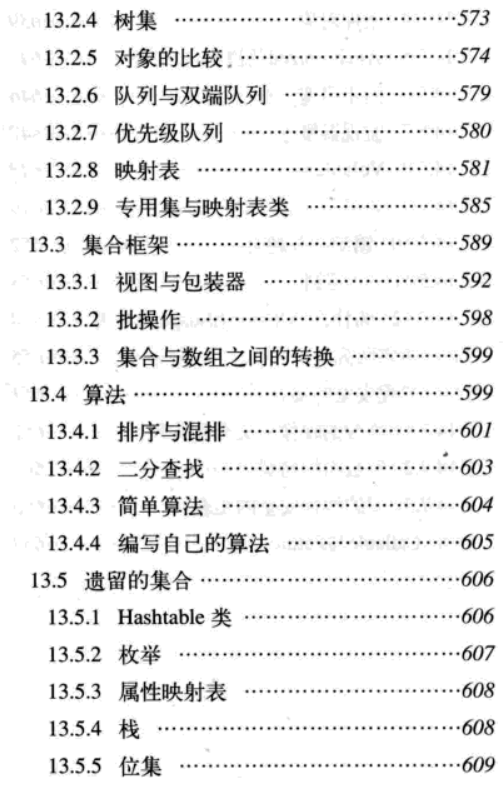 13.2.4 树集 ……………………………573
13.2.5 对象的比较 ……………………574
13.2.6 队列与双端队列 ………………579
13.2.7 优先级队列 ……………………580
13.2.8 映射表 …………………………581
13.2.9 专用集与映射表类 ……………585
13.3 集合框架……………………………589
13.3.1 视图与包装器 …………………592
13.3.2 批操作 …………………………598
13.3.3 集合与数组之间的转换 ………599
13.4 算法…………………………………599
13.4.1 排序与混排 ……………………601
13.4.2 二分查找 ………………………603
13.4.3 简单算法 ………………………604
13.4.4 编写自己的算法 ………………605
13.5 遗留的集合…………………………606
13.5.1 Hashtable 类 …………………606
13.5.2 枚举 ……………………………607
13.5.3 属性映射表 ……………………608
13.5.4 栈 ………………………………608
13.5.5 位集 ……………………………609